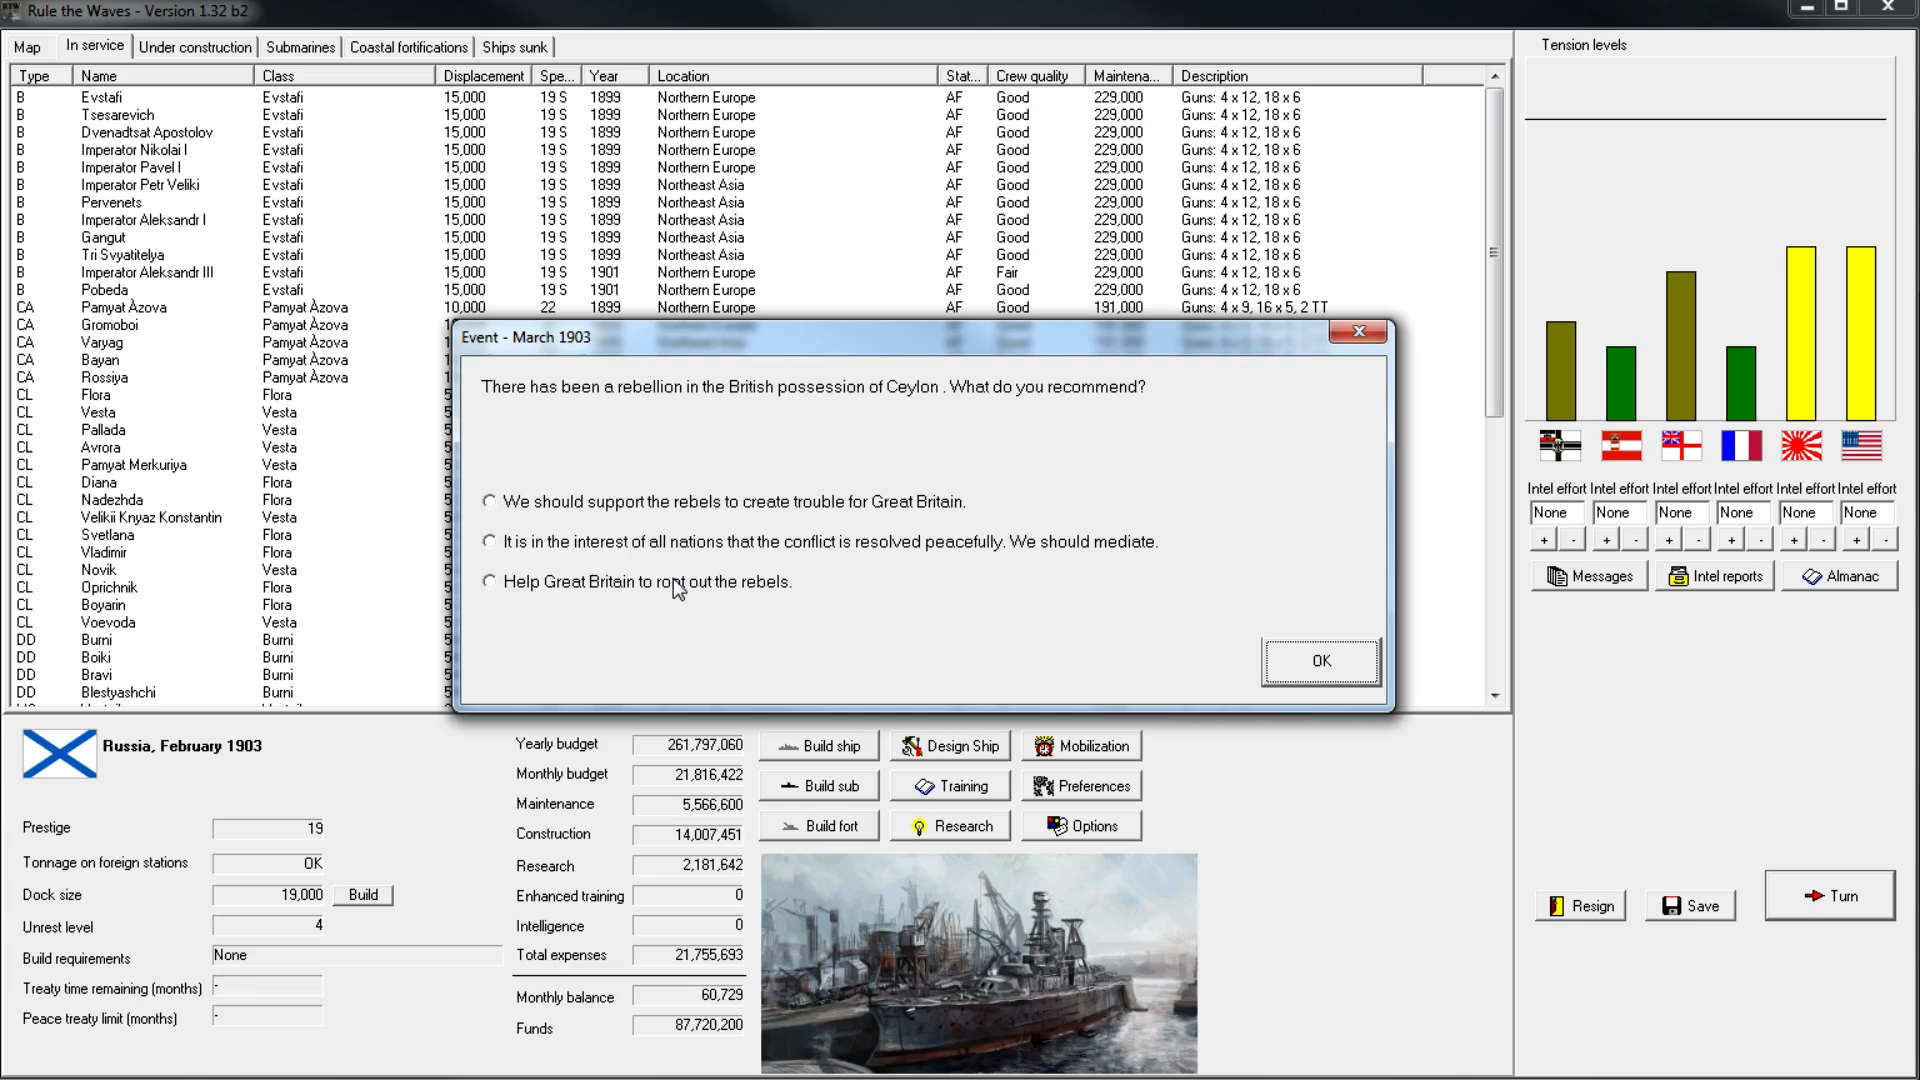 Rule the Waves - Version 1.32 b2
Map In service Under construction Submarines Coastal fortifications Ships sunk
Type Name Class Displacement Spe... Year Location Stat... Crew quality Maintena... Description
B Evstafi Evstafi 15,000 19 S 1899 Northern Europe AF Good 229,000 Guns: 4 x 12, 18 x 6
B Tsesarevich Evstafi 15,000 19 S 1899 Northern Europe AF Good 229,000 Guns: 4 x 12, 18 x 6
B Dvenadtsat Apostolov Evstafi 15,000 19 S 1899 Northern Europe AF Good 229,000 Guns: 4 x 12, 18 x 6
B Imperator Nikolai I Evstafi 15,000 19 S 1899 Northern Europe AF Good 229,000 Guns: 4 x 12, 18 x 6
B Imperator Pavel I Evstafi 15,000 19 S 1899 Northern Europe AF Good 229,000 Guns: 4 x 12, 18 x 6
B Imperator Petr Veliki Evstafi 15,000 19 S 1899 Northeast Asia AF Good 229,000 Guns: 4 x 12, 18 x 6
B Pervenets Evstafi 15,000 19 S 1899 Northeast Asia AF Good 229,000 Guns: 4 x 12, 18 x 6
B Imperator Aleksandr I Evstafi 15,000 19 S 1899 Northeast Asia AF Good 229,000 Guns: 4 x 12, 18 x 6
B Gangut Evstafi 15,000 19 S 1899 Northeast Asia AF Good 229,000 Guns: 4 x 12, 18 x 6
B Tri Svyatitelya Evstafi 15,000 19 S 1899 Northeast Asia AF Good 229,000 Guns: 4 x 12, 18 x 6
B Imperator Aleksandr III Evstafi 15,000 19 S 1901 Northern Europe AF Fair 229,000 Guns: 4 x 12, 18 x 6
B Pobeda Evstafi 15,000 19 S 1901 Northern Europe AF Good 229,000 Guns: 4 x 12, 18 x 6
CA Pamyat Àzova Pamyat Àzova 10,000 22 1899 Northern Europe AF Good 191,000 Guns: 4 x 9, 16 x 5, 2 TT
CA Gromoboi Pamyat Àzova
CA Varyag Pamyat Àzova
CA Bayan Pamyat Àzova
CA Rossiya Pamyat Àzova
CL Flora Flora 5
CL Vesta Vesta 5
CL Pallada Vesta 5
CL Avrora Vesta 5
CL Pamyat Merkuriya Vesta 5
CL Diana Flora 5
CL Nadezhda Flora 5
CL Velikii Knyaz Konstantin Vesta 5
CL Svetlana Flora 5
CL Vladimir Flora 5
CL Novik Vesta 5
CL Oprichnik Flora 5
CL Boyarin Flora 5
CL Voevoda Vesta 5
DD Burni Burni 5
DD Boiki Burni 5
DD Bravi Burni 5
DD Blestyashchi Burni 5
Event - March 1903
There has been a rebellion in the British possession of Ceylon . What do you recommend?
We should support the rebels to create trouble for Great Britain.
It is in the interest of all nations that the conflict is resolved peacefully. We should mediate.
Help Great Britain to root out the rebels.
OK
Tension levels
Intel effort Intel effort Intel effort Intel effort Intel effort Intel effort
None None None None None None
+ - + - + - + - + - + -
Messages Intel reports Almanac
Resign Save Turn
Russia, February 1903
Prestige 19
Tonnage on foreign stations OK
Dock size 19,000 Build
Unrest level 4
Build requirements None
Treaty time remaining (months) -
Peace treaty limit (months) -
Yearly budget 261,797,060
Monthly budget 21,816,422
Maintenance 5,566,600
Construction 14,007,451
Research 2,181,642
Enhanced training 0
Intelligence 0
Total expenses 21,755,693
Monthly balance 60,729
Funds 87,720,200
Build ship Design Ship Mobilization
Build sub Training Preferences
Build fort Research Options